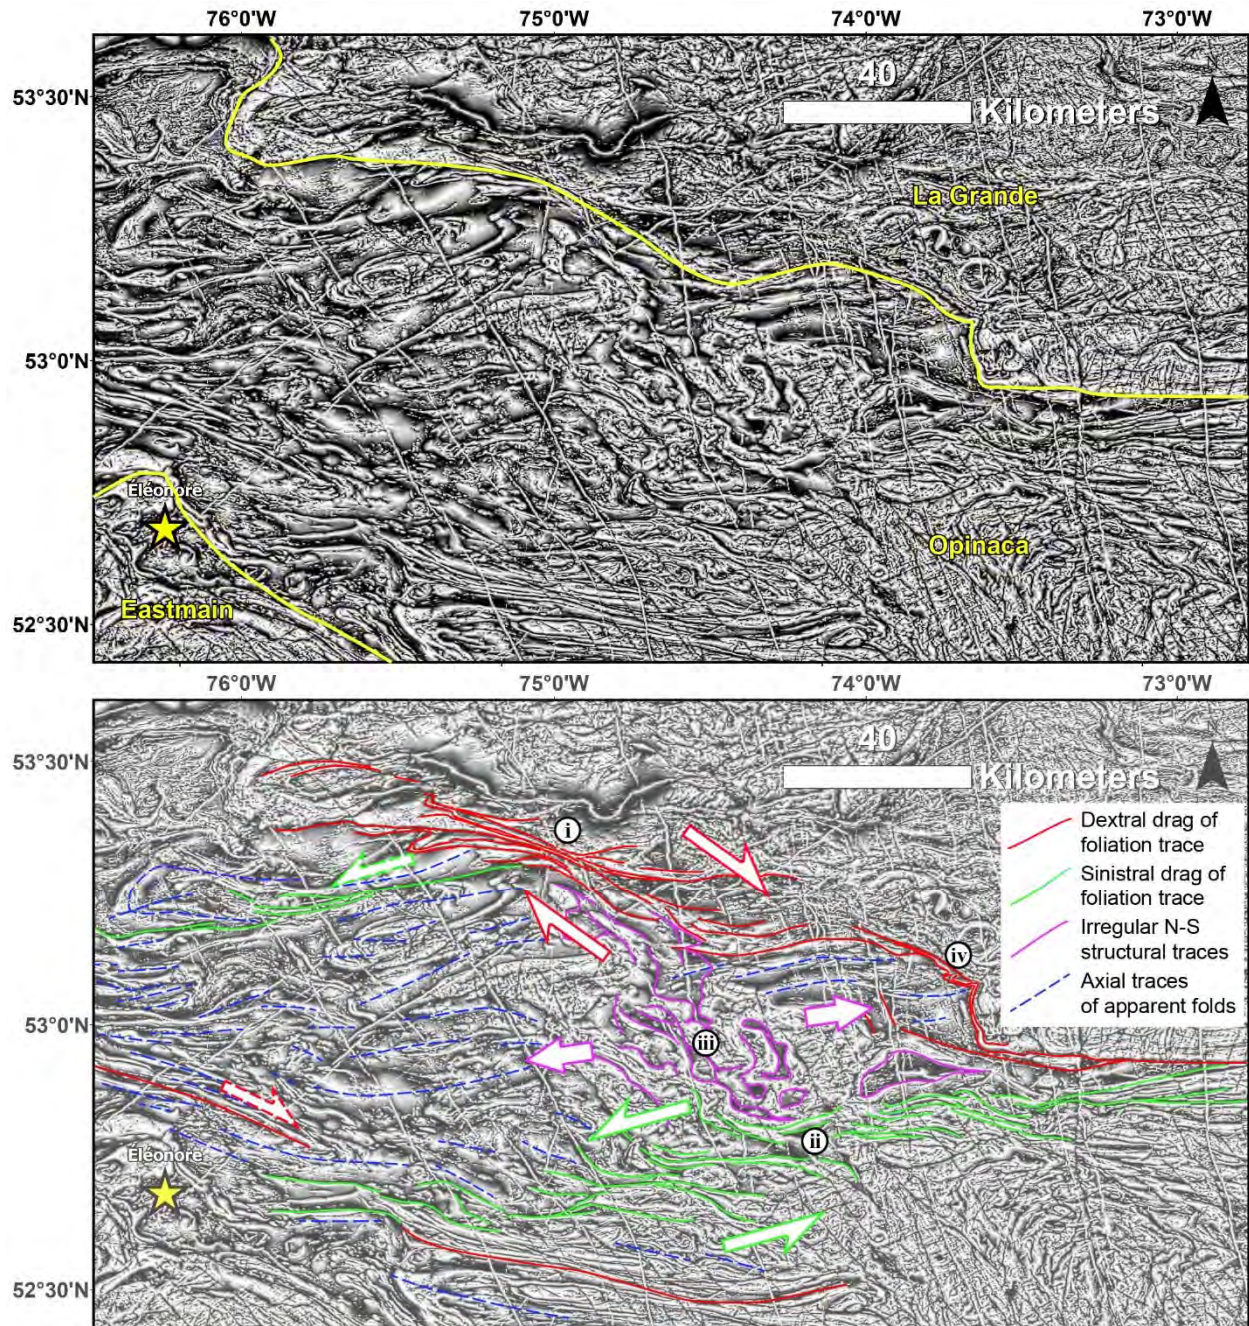 76°0'W 75°0'W 74°0'W 73°0'W
53°30'N
40
Kilometers
La Grande
53°0'N
Éléonore
Opinaca
Eastmain
52°30'N
76°0'W 75°0'W 74°0'W 73°0'W
53°30'N
40
Kilometers
Dextral drag of
foliation trace
Sinistral drag of
foliation trace
Irregular N-S
structural traces
Axial traces
of apparent folds
i
iv
53°0'N
iii
ii
Éléonore
52°30'N